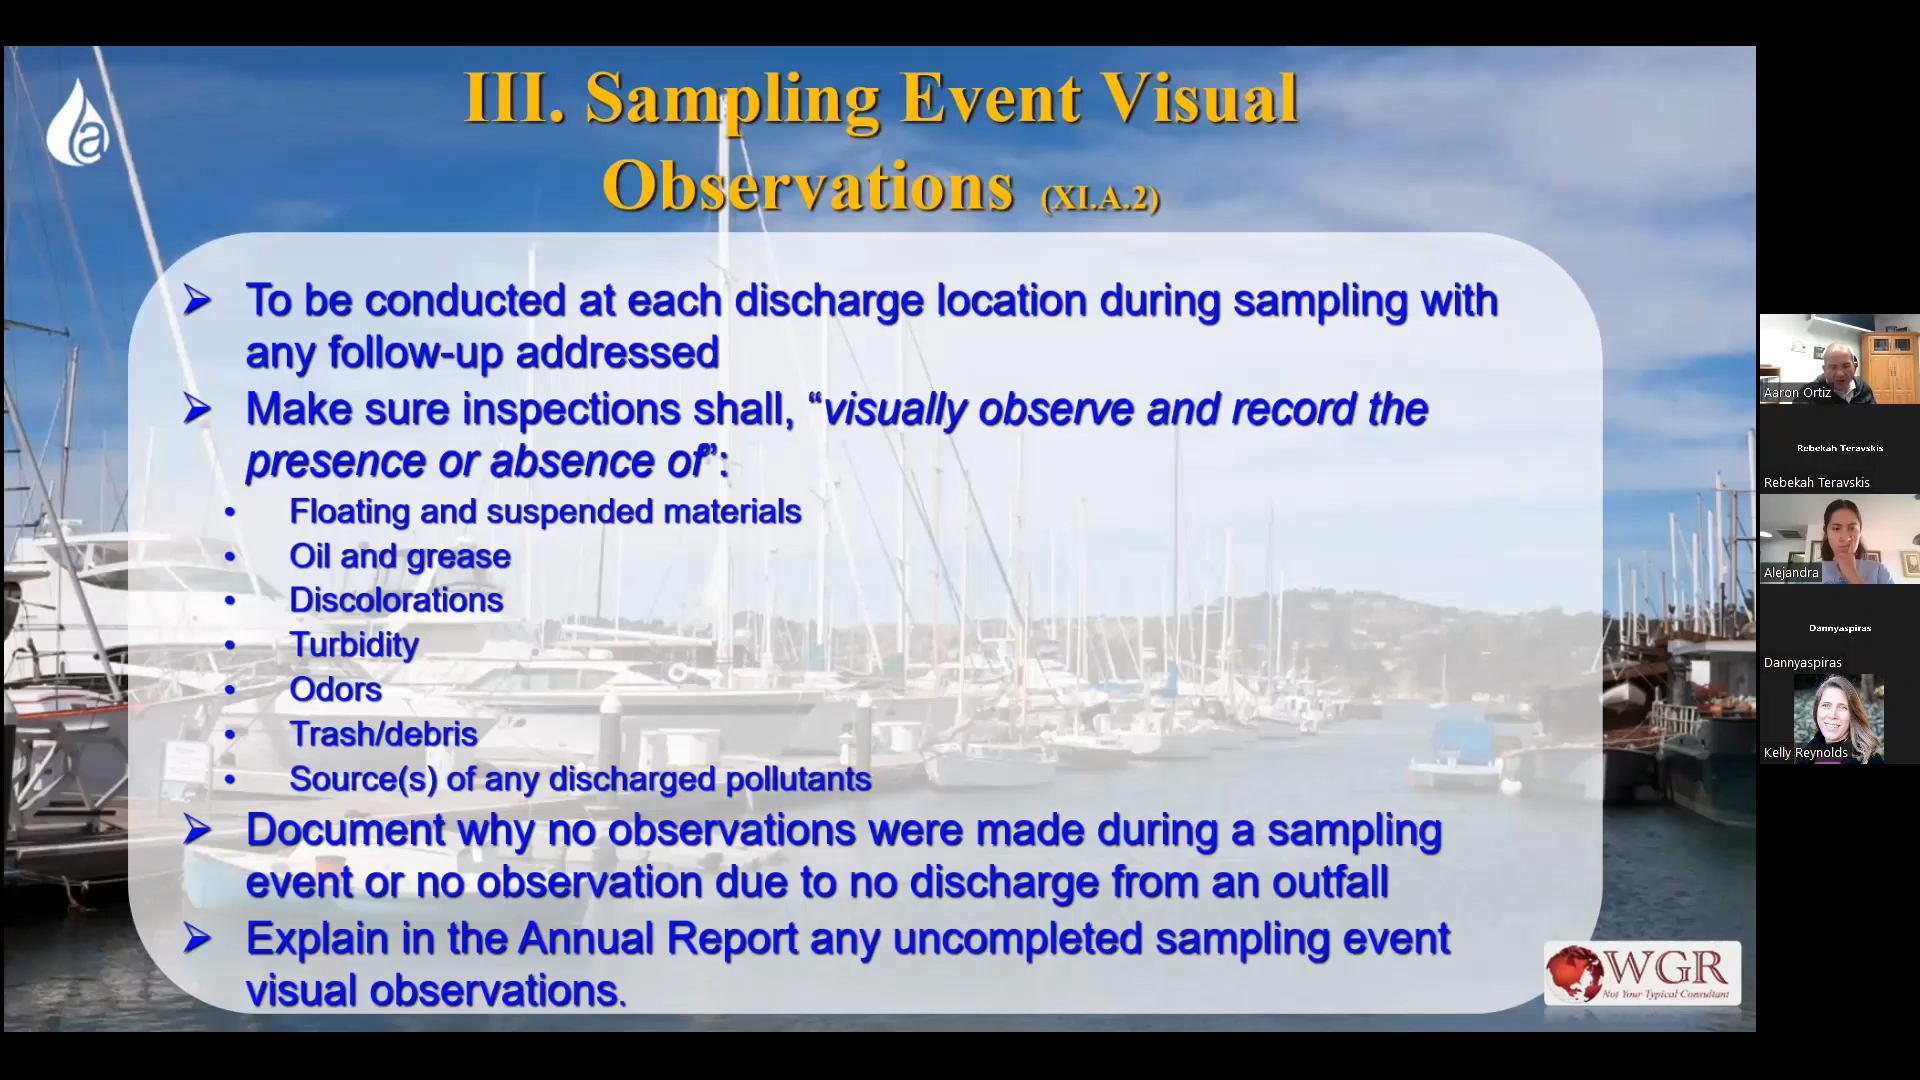 III. Sampling Event Visual
Observations (XI.A.2)
a
➢ To be conducted at each discharge location during sampling with
any follow-up addressed
➢ Make sure inspections shall, “visually observe and record the
presence or absence of”:
• Floating and suspended materials
• Oil and grease
• Discolorations
• Turbidity
• Odors
• Trash/debris
• Source(s) of any discharged pollutants
➢ Document why no observations were made during a sampling
event or no observation due to no discharge from an outfall
➢ Explain in the Annual Report any uncompleted sampling event
visual observations.
WGR
Not Your Typical Consultant
Aaron Ortiz
Rebekah Teravskis
Rebekah Teravskis
Alejandra
Dannyaspiras
Dannyaspiras
Kelly Reynolds